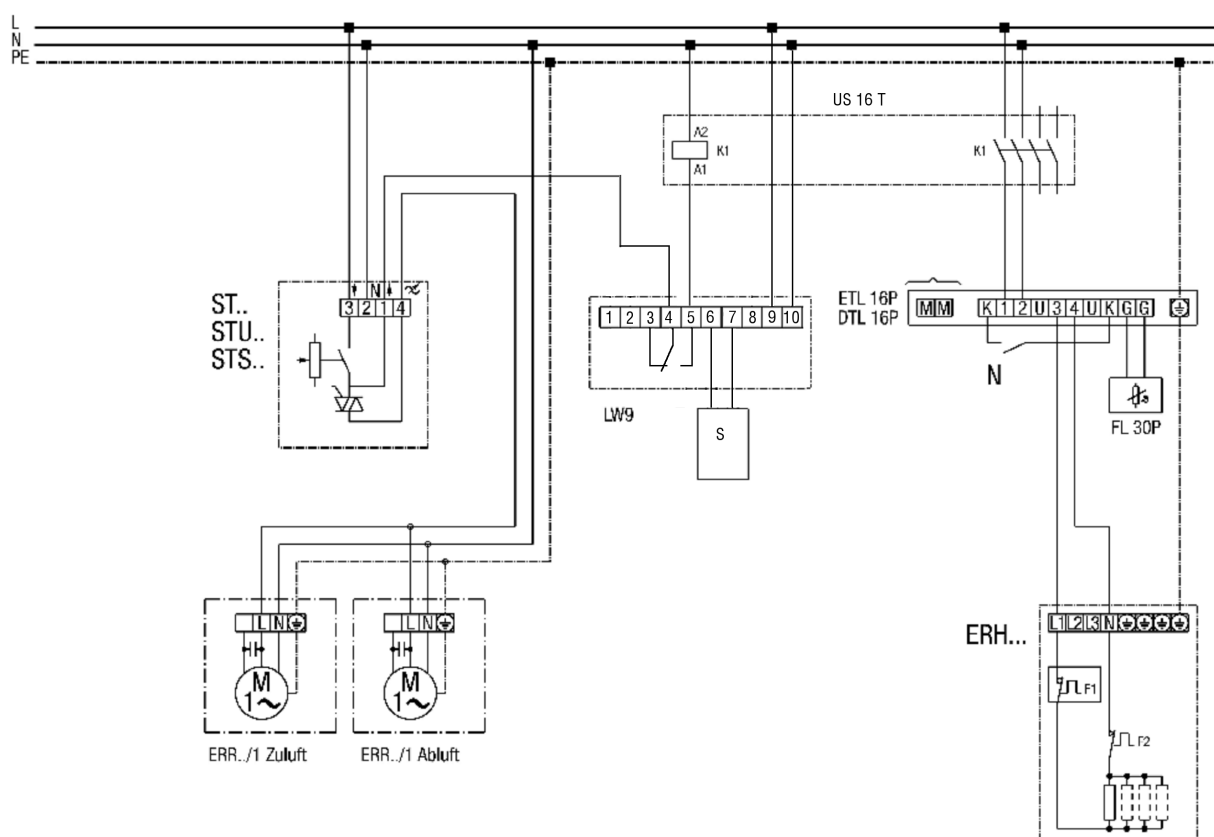 L
N
PE
US 16 T
A2
K1
A1
K1
N
3 2 1 4
ST..
STU..
STS..
1 2 3 4 5 6 7 8 9 10
LW9
S
ETL 16P
DTL 16P
M M
K 1 2 U 3 4 U K G G
N
FL 30P
L N
M
1~
ERR../1 Zuluft
L N
M
1~
ERR../1 Abluft
ERH...
L1 L2 L3 N
F1
F2